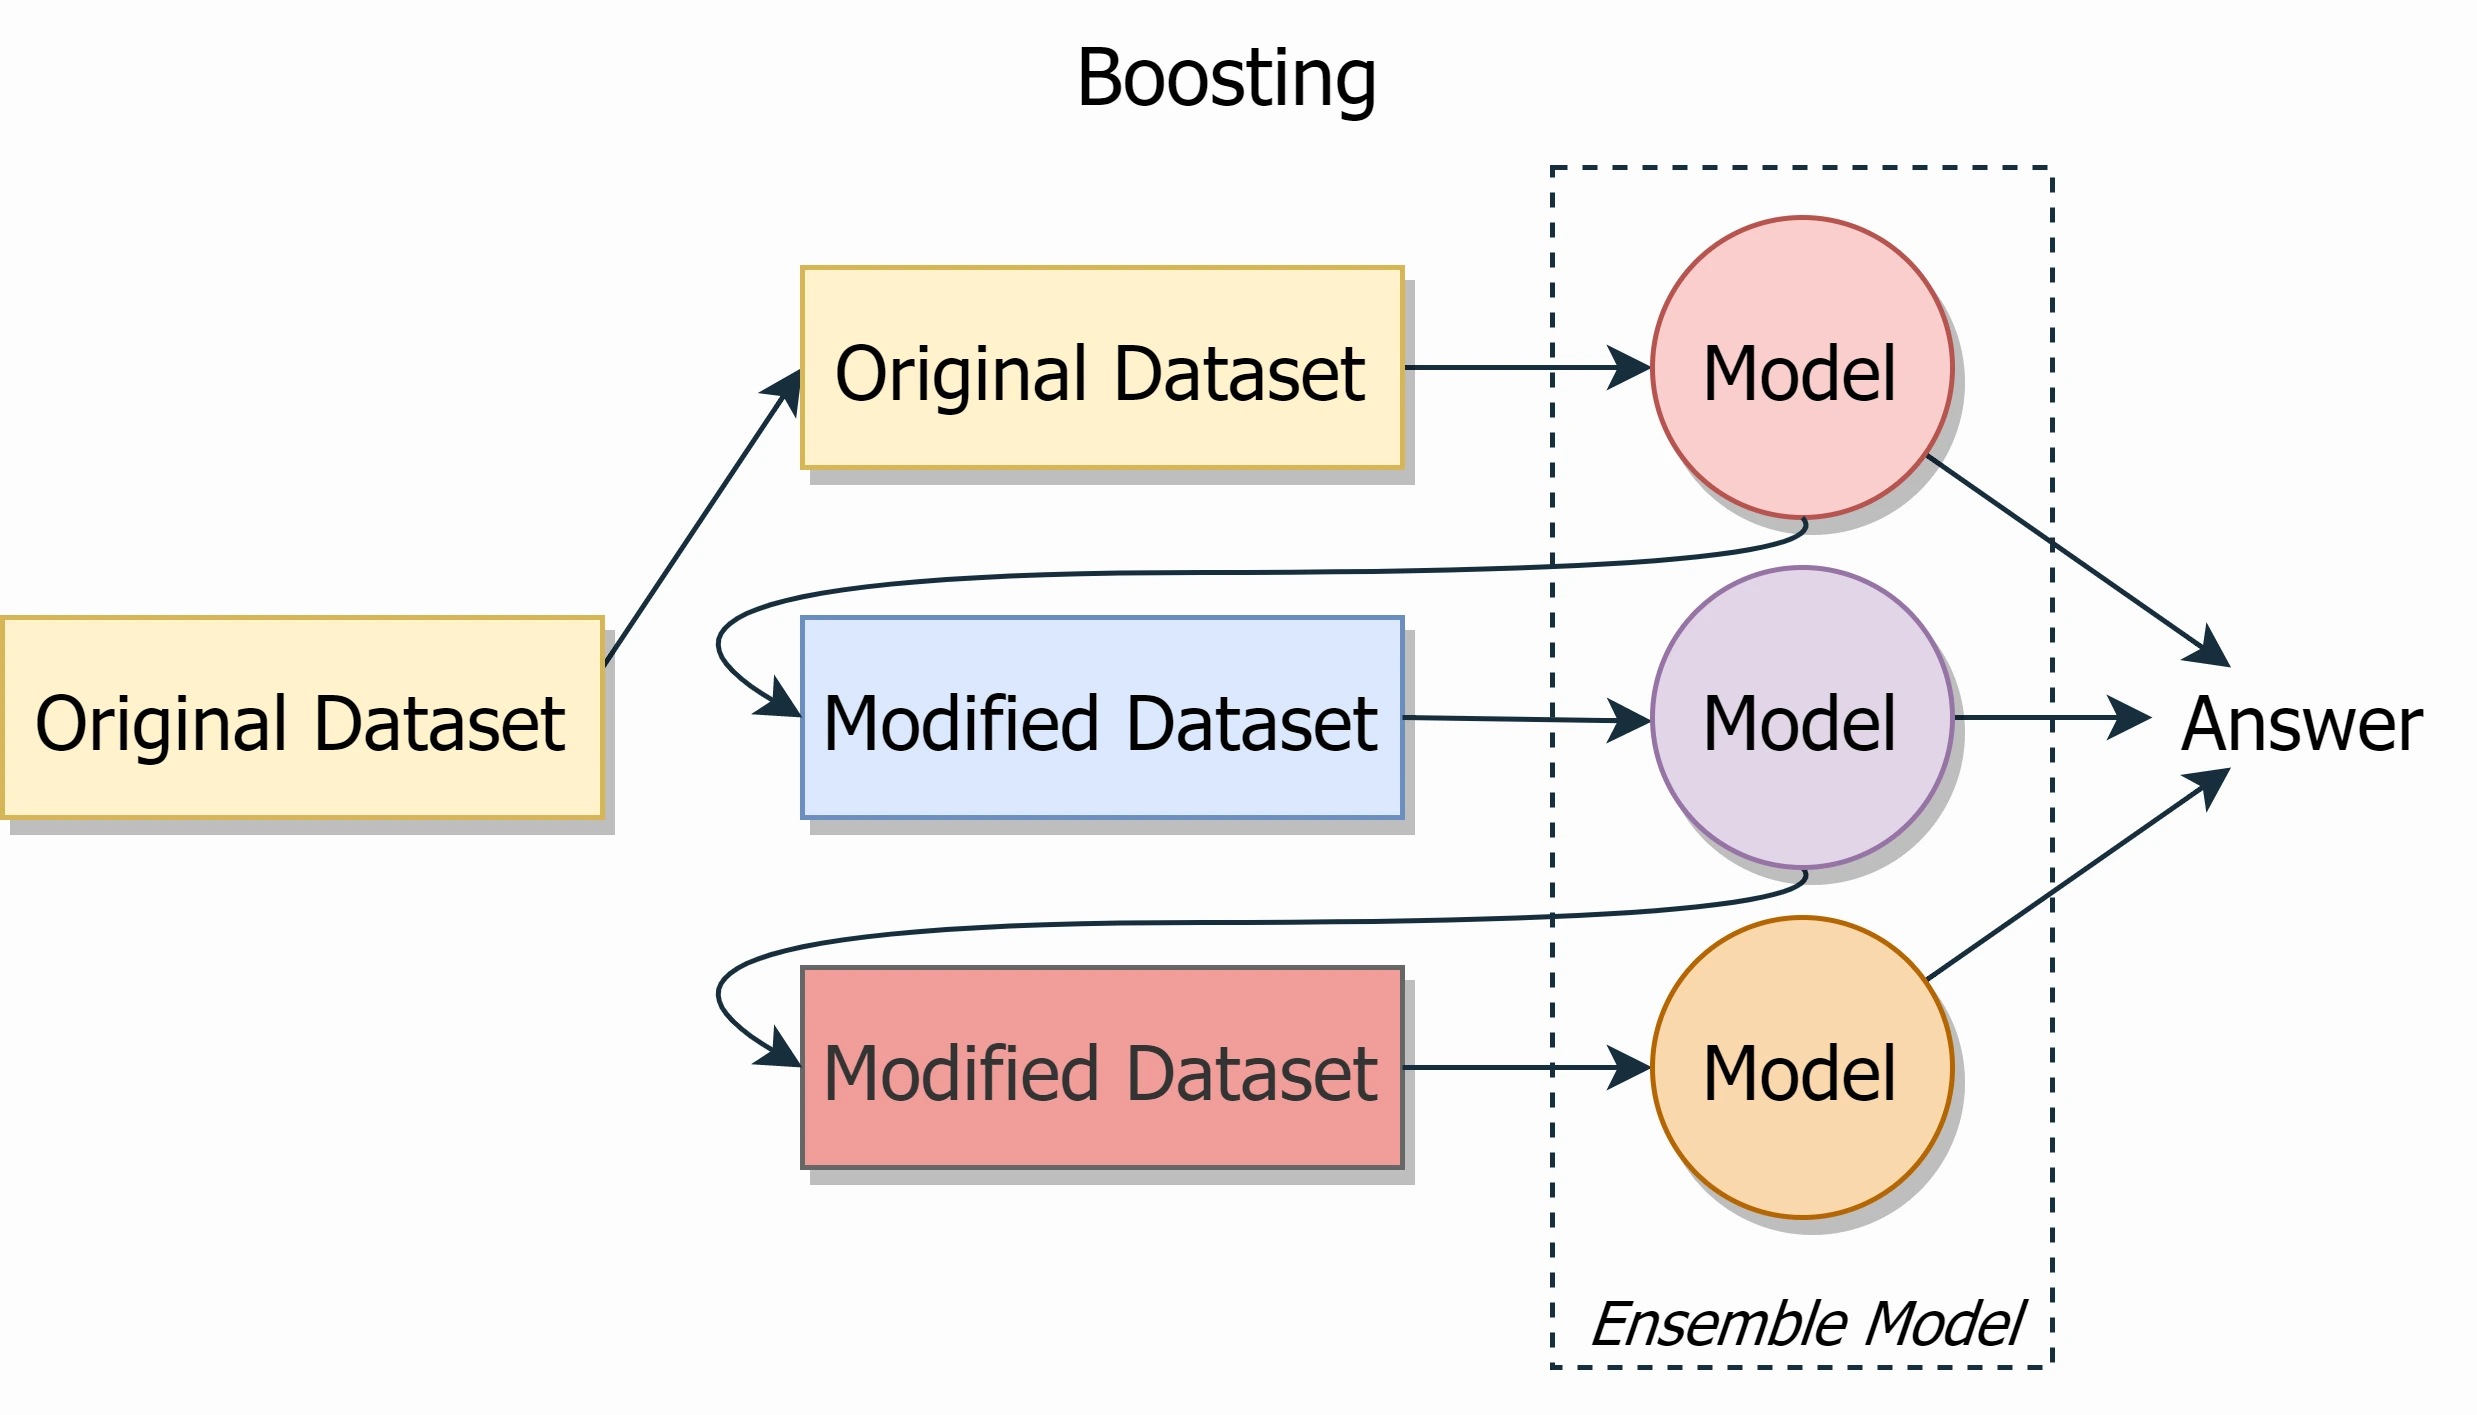 Boosting
Original Dataset
Model
Original Dataset
Modified Dataset
Model
Answer
Modified Dataset
Model
Ensemble Model